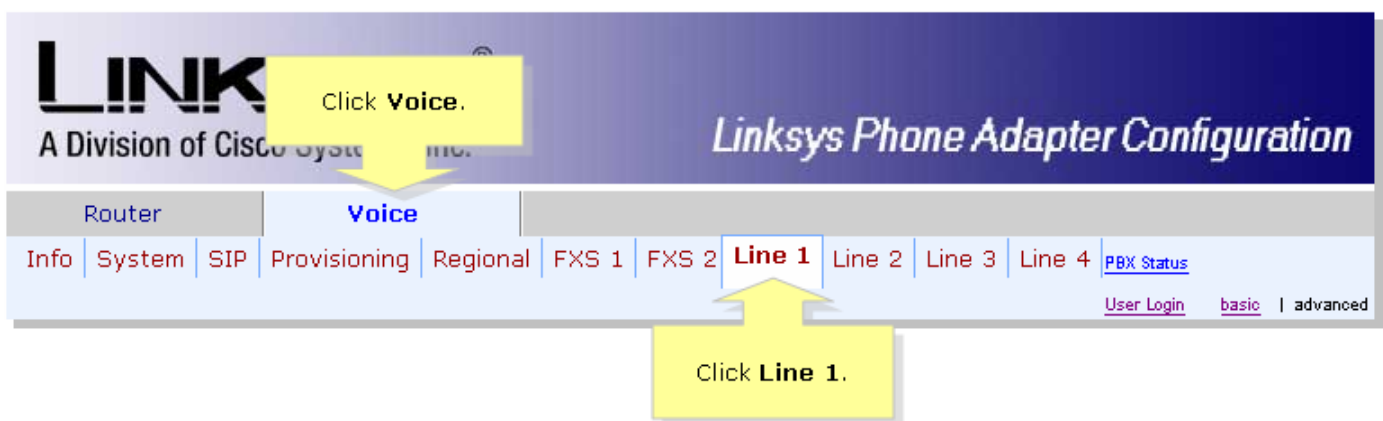 LINK ®
Click Voice.
A Division of Cisco Systems Inc.
Linksys Phone Adapter Configuration
Router Voice
Info System SIP Provisioning Regional FXS 1 FXS 2 Line 1 Line 2 Line 3 Line 4 PBX Status
User Login basic | advanced
Click Line 1.